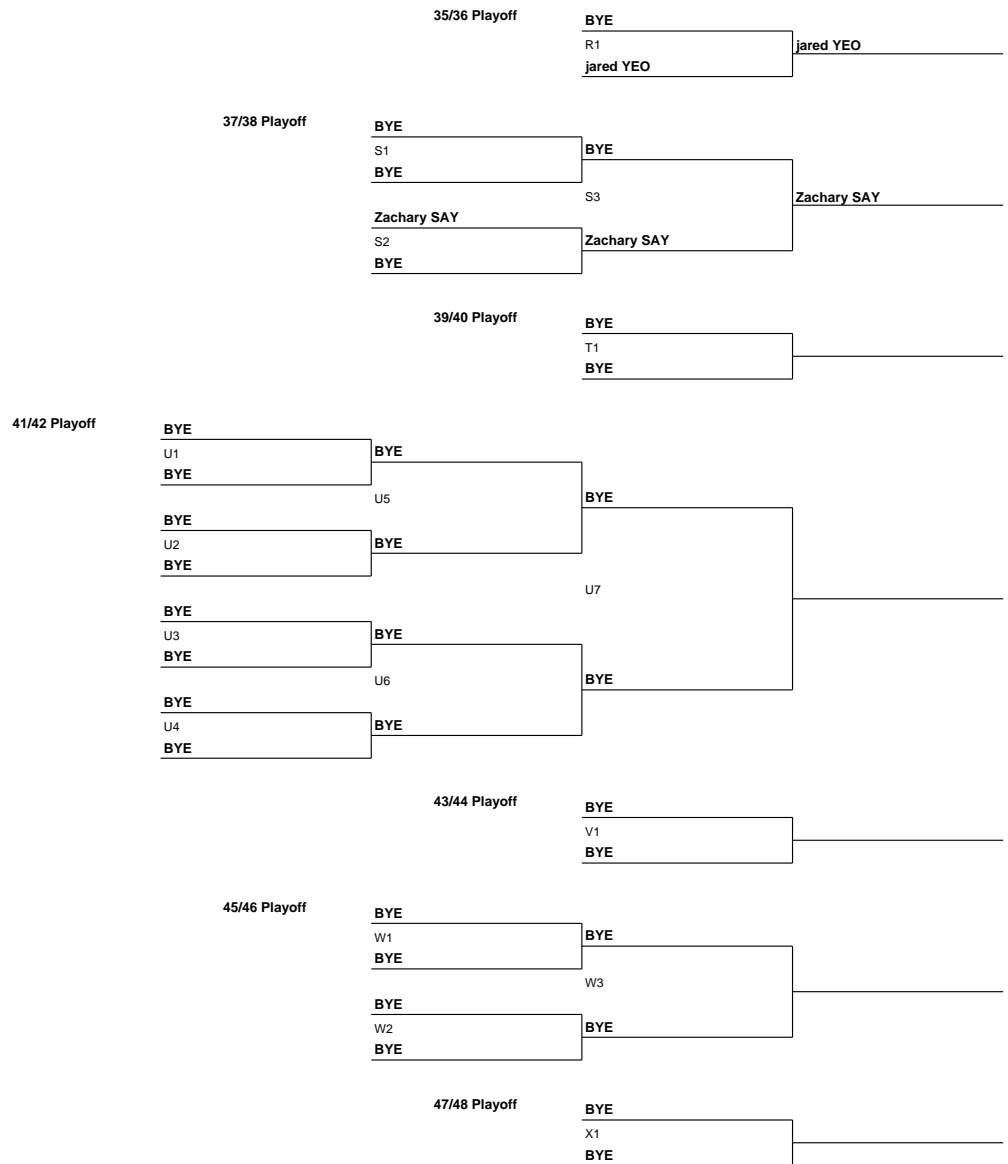 35/36 Playoff
BYE
R1
jared YEO
jared YEO
37/38 Playoff
BYE
S1
BYE
BYE
S3
Zachary SAY
Zachary SAY
S2
Zachary SAY
BYE
39/40 Playoff
BYE
T1
BYE
41/42 Playoff
BYE
U1
BYE
BYE
U5
BYE
BYE
U2
BYE
BYE
U7
BYE
U3
BYE
BYE
U6
BYE
BYE
U4
BYE
BYE
43/44 Playoff
BYE
V1
BYE
45/46 Playoff
BYE
W1
BYE
BYE
W3
BYE
W2
BYE
BYE
47/48 Playoff
BYE
X1
BYE